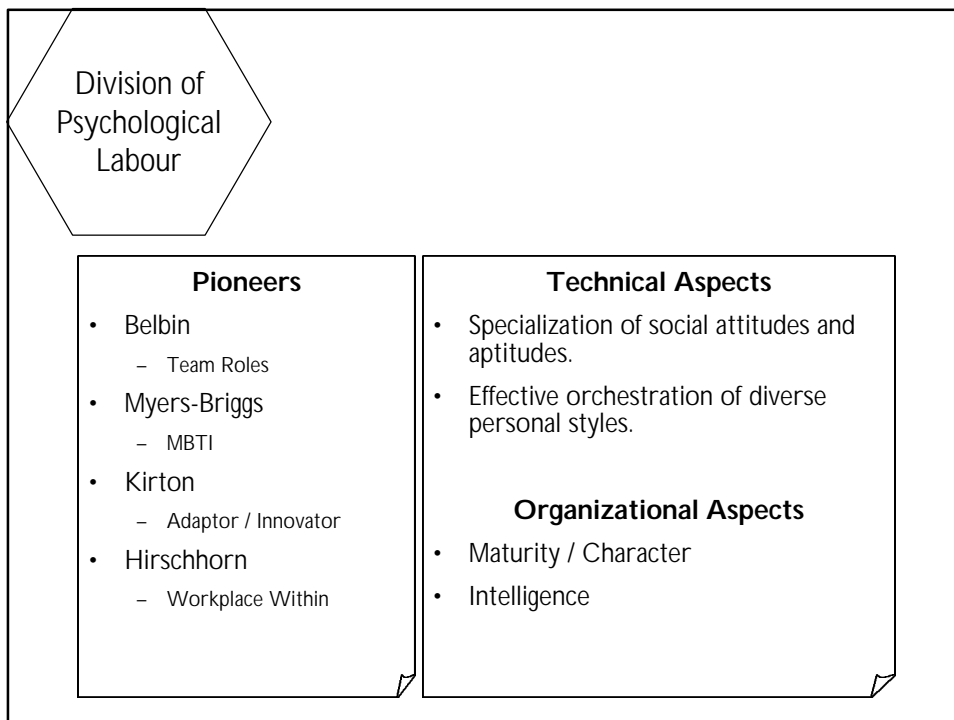 Division of
Psychological
Labour
Pioneers
• Belbin
– Team Roles
• Myers-Briggs
– MBTI
• Kirton
– Adaptor / Innovator
• Hirschhorn
– Workplace Within
Technical Aspects
• Specialization of social attitudes and
aptitudes.
• Effective orchestration of diverse
personal styles.
Organizational Aspects
• Maturity / Character
• Intelligence